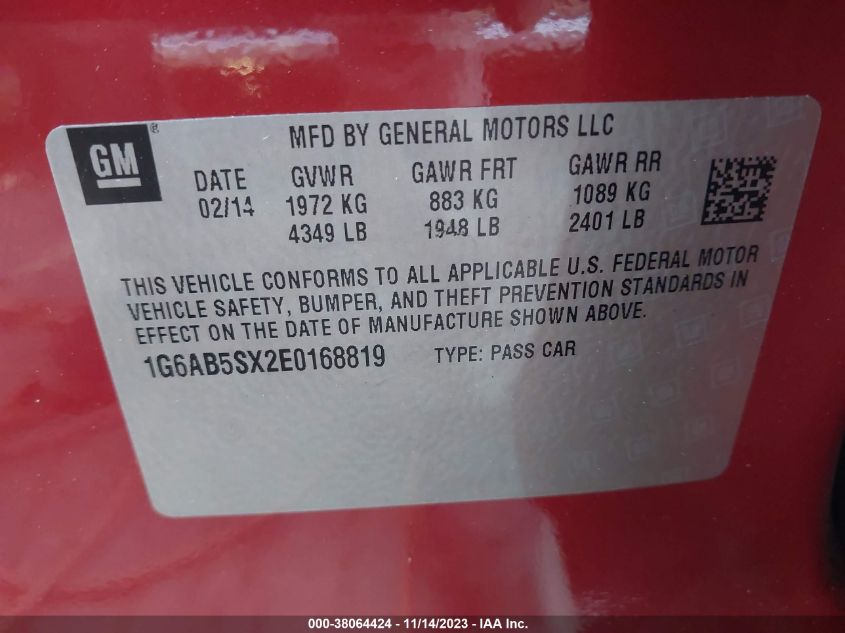 GM®
MFD BY GENERAL MOTORS LLC
DATE GVWR GAWR FRT GAWR RR
02/14 1972 KG 883 KG 1089 KG
4349 LB 1948 LB 2401 LB
THIS VEHICLE CONFORMS TO ALL APPLICABLE U.S. FEDERAL MOTOR
VEHICLE SAFETY, BUMPER, AND THEFT PREVENTION STANDARDS IN
EFFECT ON THE DATE OF MANUFACTURE SHOWN ABOVE.
1G6AB5SX2E0168819 TYPE: PASS CAR
000-38064424 - 11/14/2023 - IAA Inc.